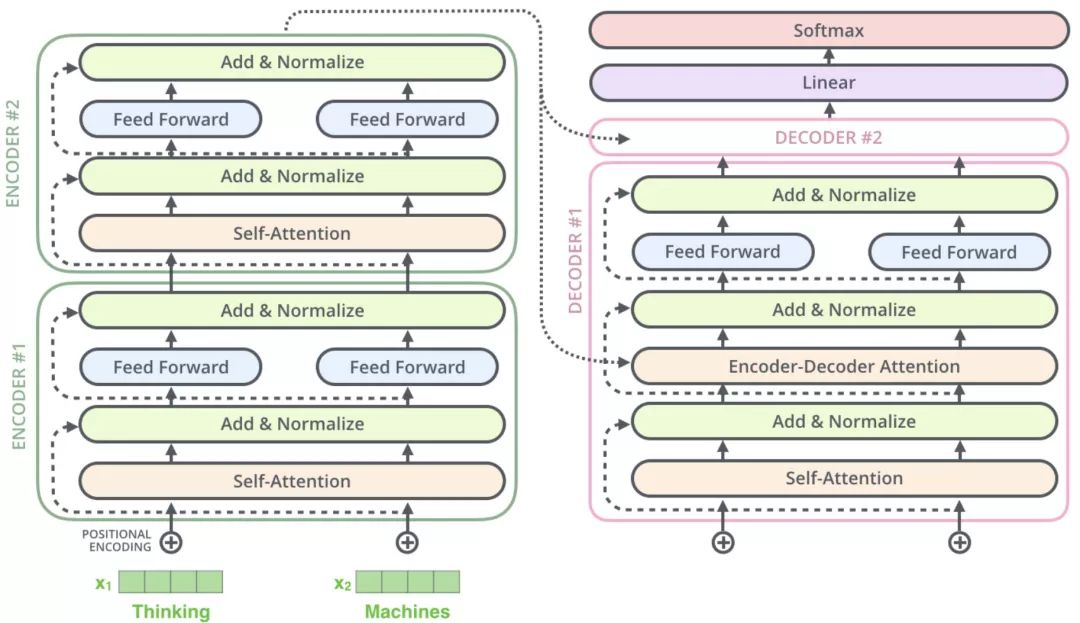 ENCODER #2
Add & Normalize
Feed Forward
Feed Forward
Add & Normalize
Self-Attention
ENCODER #1
Add & Normalize
Feed Forward
Feed Forward
Add & Normalize
Self-Attention
POSITIONAL
ENCODING
x1
x2
Thinking
Machines
Softmax
Linear
DECODER #2
DECODER #1
Add & Normalize
Feed Forward
Feed Forward
Add & Normalize
Encoder-Decoder Attention
Add & Normalize
Self-Attention